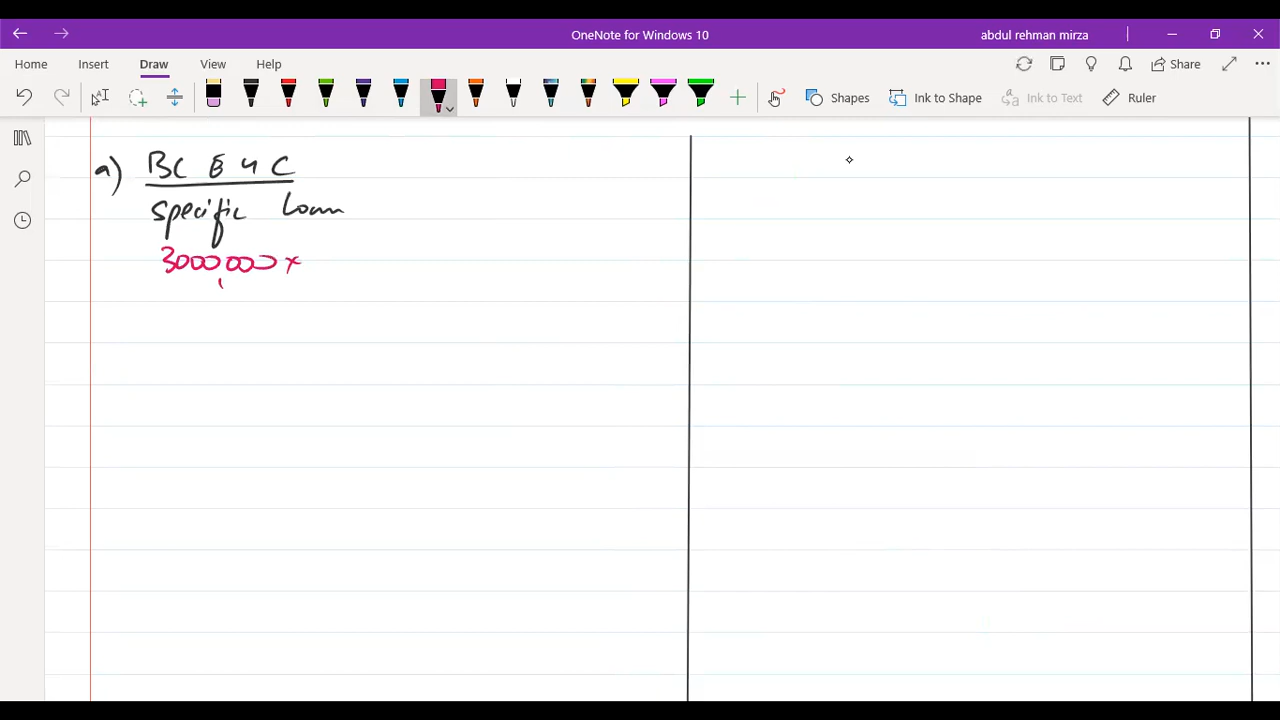 OneNote for Windows 10
abdul rehman mirza
Home Insert Draw View Help
Share
Shapes Ink to Shape Ink to Text Ruler
a) BC E 4 C
specific Loan
3000000 x